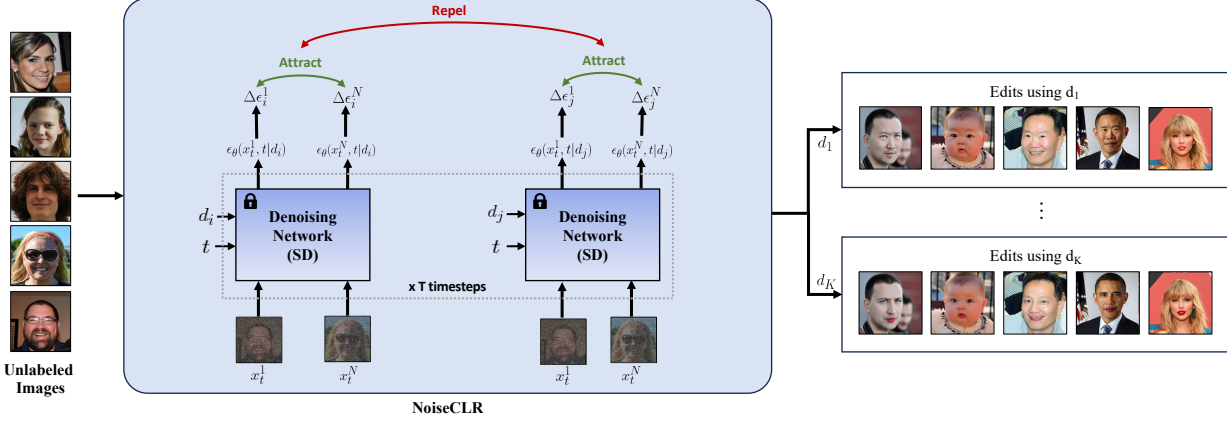 Repel
Attract
Attract
Δϵ_i^1
Δϵ_i^N
Δϵ_j^1
Δϵ_j^N
ϵ_θ(x_t^1, t|d_i)
ϵ_θ(x_t^N, t|d_i)
ϵ_θ(x_t^1, t|d_j)
ϵ_θ(x_t^N, t|d_j)
d_i
t
Denoising
Network
(SD)
d_j
t
Denoising
Network
(SD)
x T timesteps
x_t^1
x_t^N
x_t^1
x_t^N
Unlabeled
Images
NoiseCLR
d_1
Edits using d_1
⋮
d_K
Edits using d_K